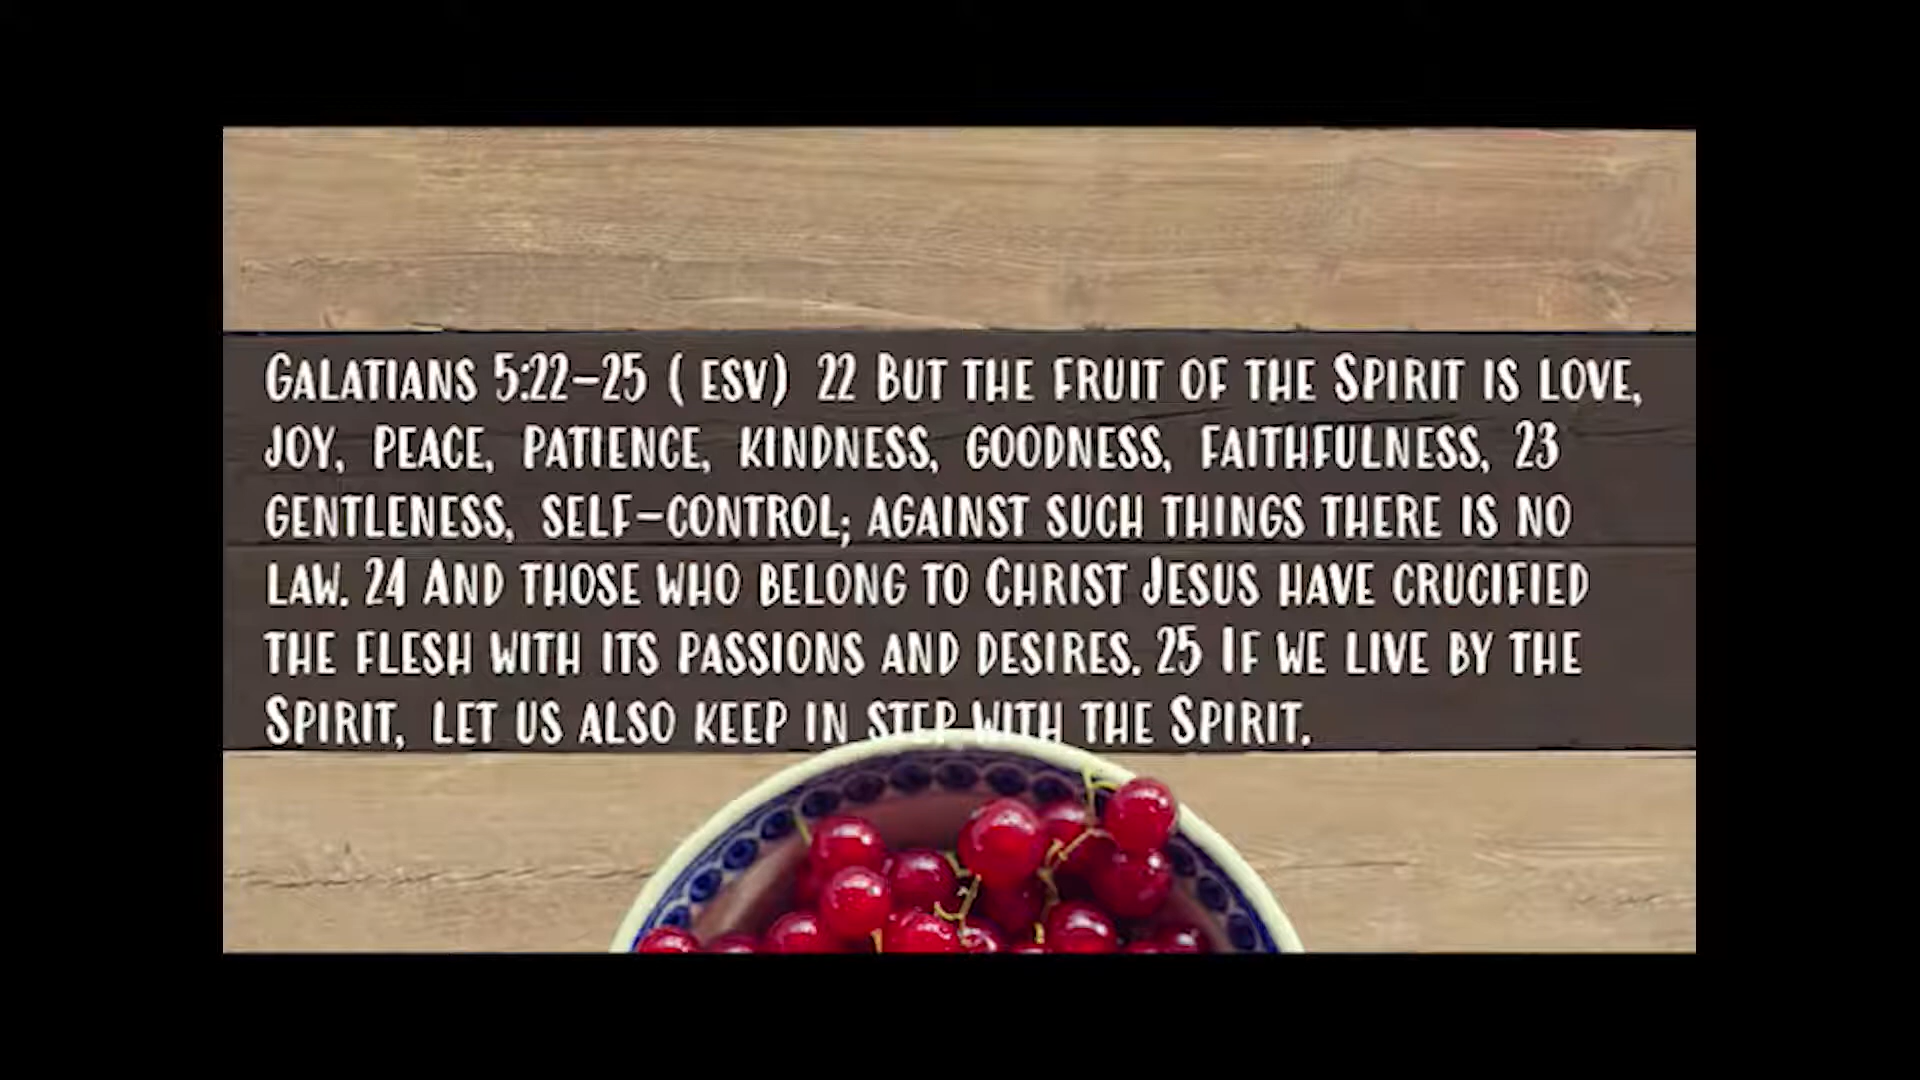 Galatians 5:22-25 ( ESV) 22 But the fruit of the Spirit is love,
joy, peace, patience, kindness, goodness, faithfulness, 23
gentleness, self-control; against such things there is no
law. 24 And those who belong to Christ Jesus have crucified
the flesh with its passions and desires. 25 If we live by the
Spirit, let us also keep in step with the Spirit.